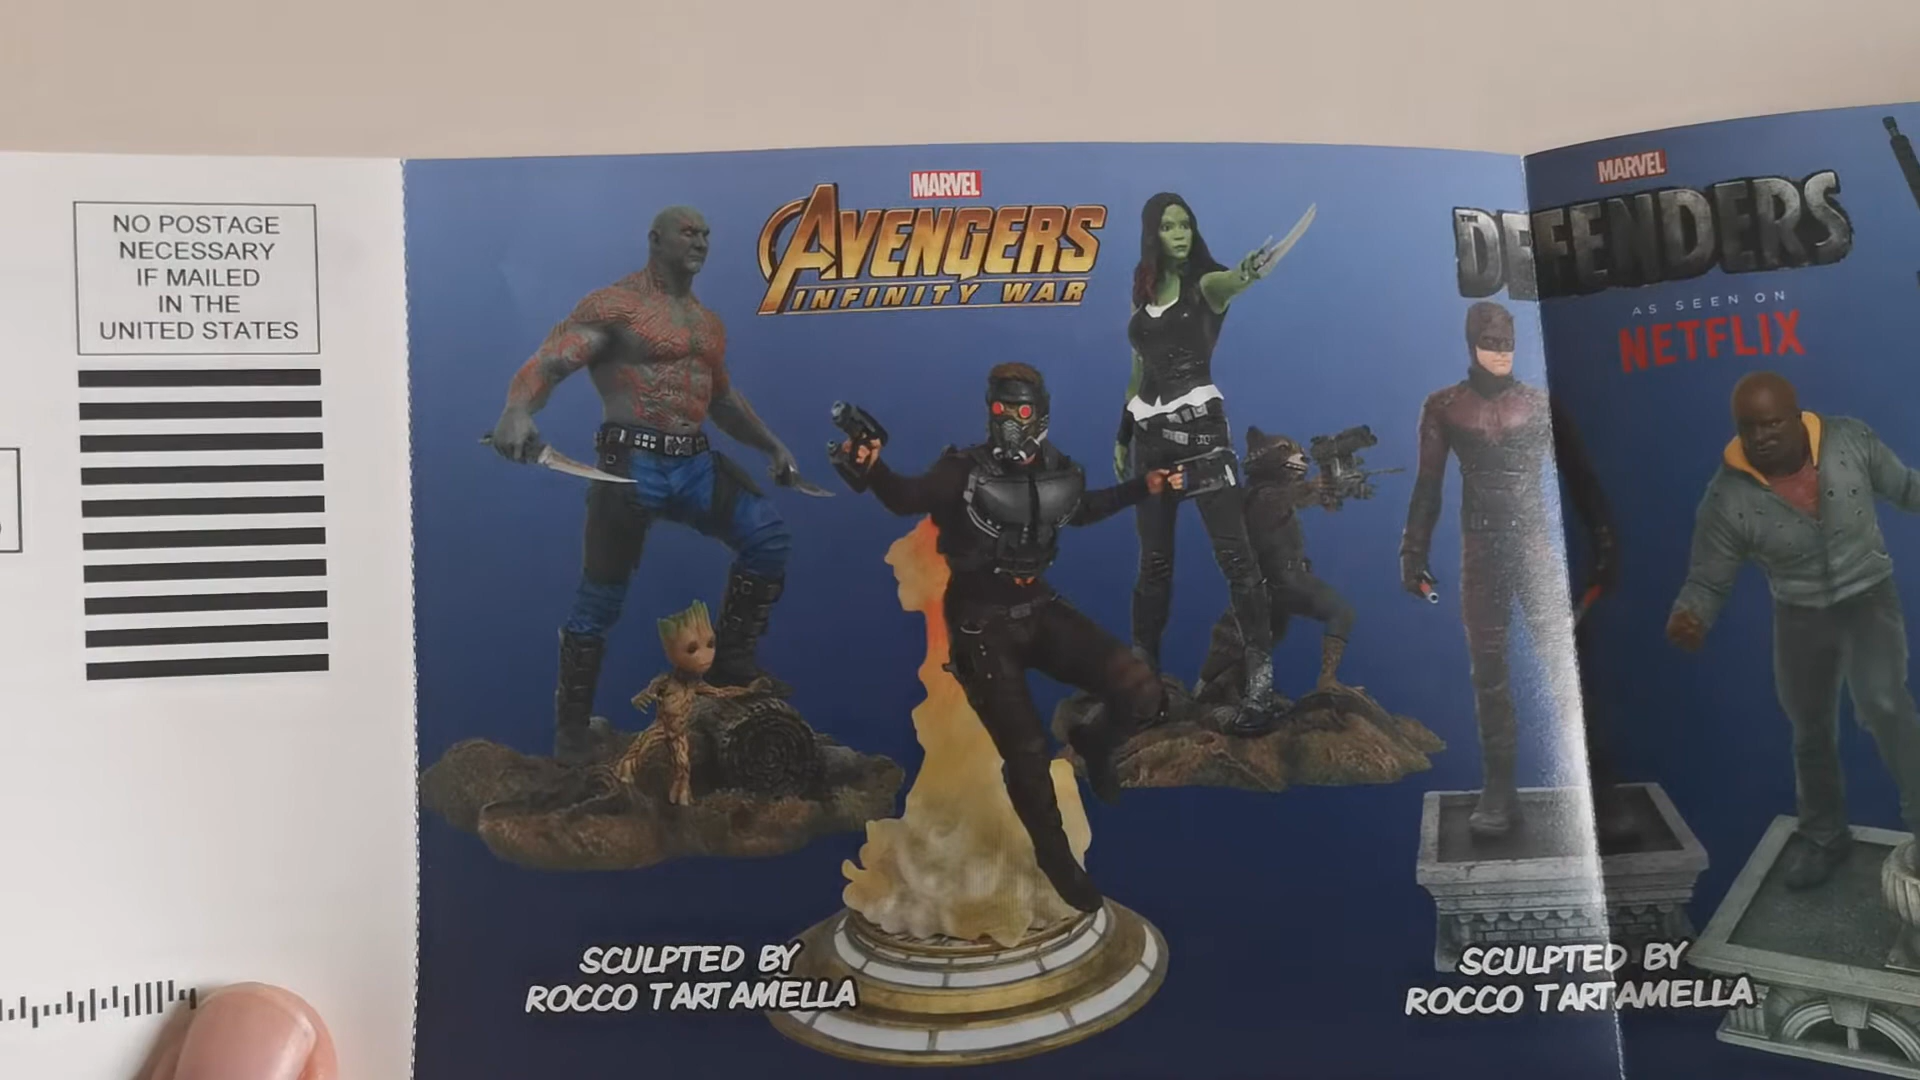 NO POSTAGE
NECESSARY
IF MAILED
IN THE
UNITED STATES
MARVEL
AVENGERS
INFINITY WAR
SCULPTED BY
ROCCO TARTAMELLA
MARVEL
THE DEFENDERS
AS SEEN ON
NETFLIX
SCULPTED BY
ROCCO TARTAMELLA